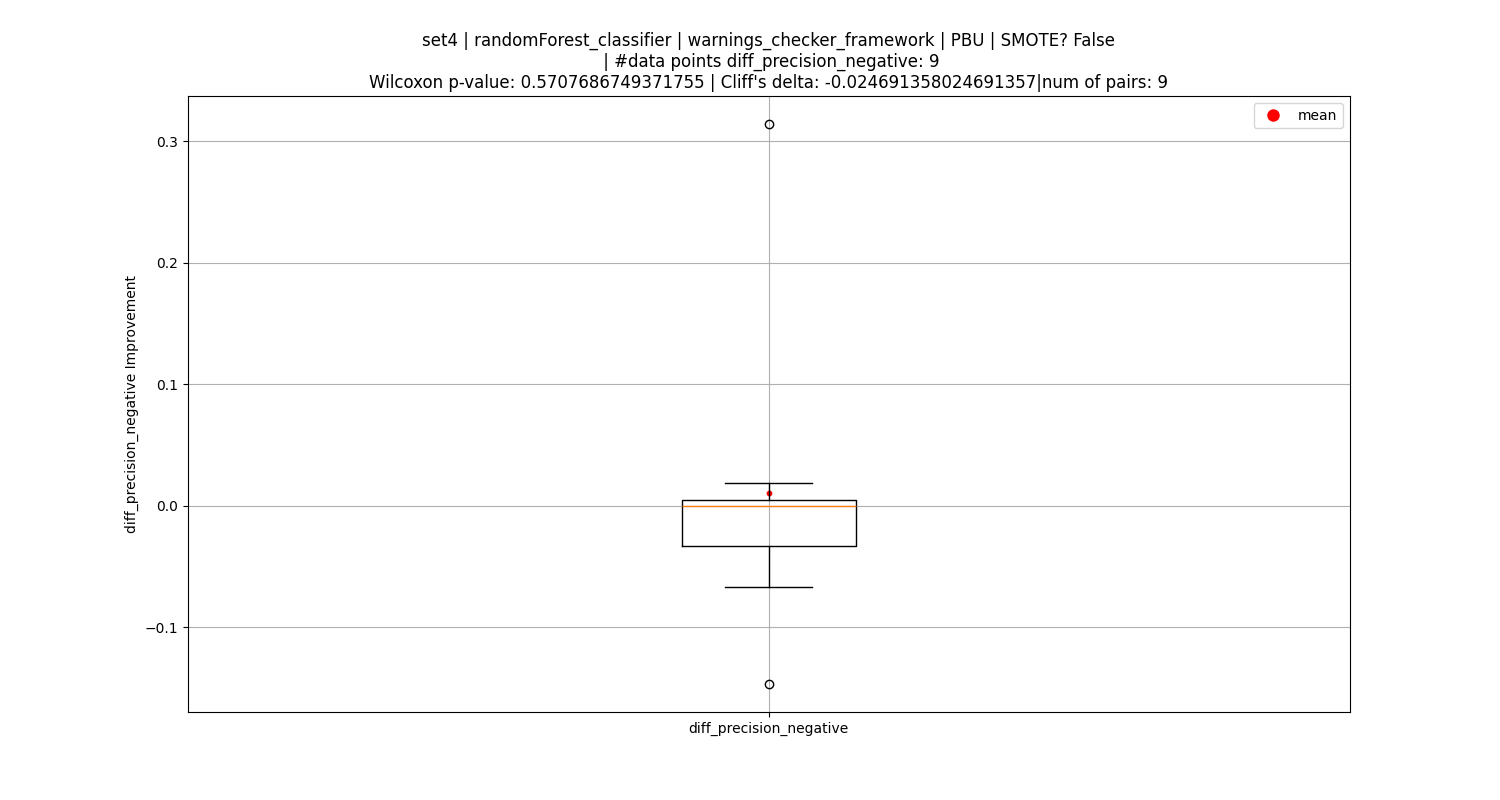 set4 | randomForest_classifier | warnings_checker_framework | PBU | SMOTE? False
| #data points diff_precision_negative: 9
Wilcoxon p-value: 0.5707686749371755 | Cliff's delta: -0.024691358024691357|num of pairs: 9
mean
0.3
0.2
0.1
0.0
−0.1
diff_precision_negative Improvement
diff_precision_negative